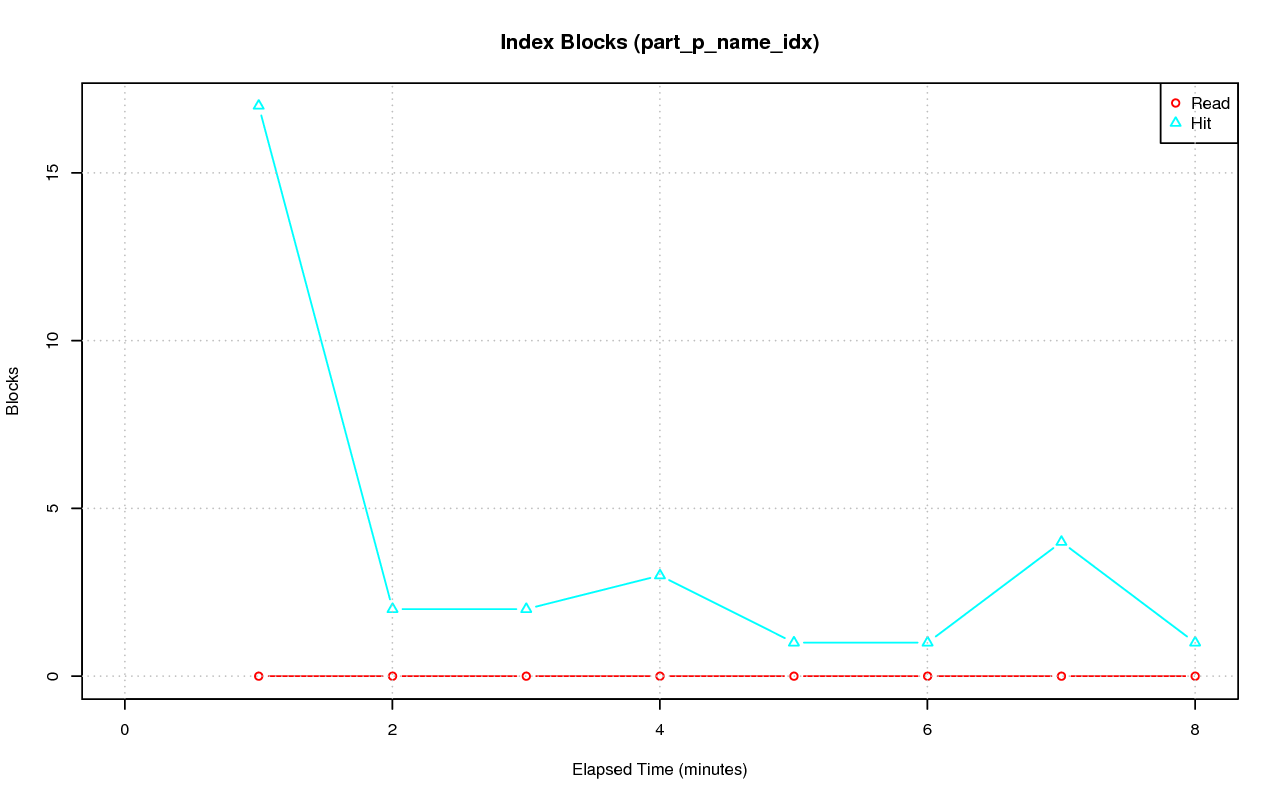 Index Blocks (part_p_name_idx)
Read
Hit
15
10
5
0
Blocks
0 2 4 6 8
Elapsed Time (minutes)